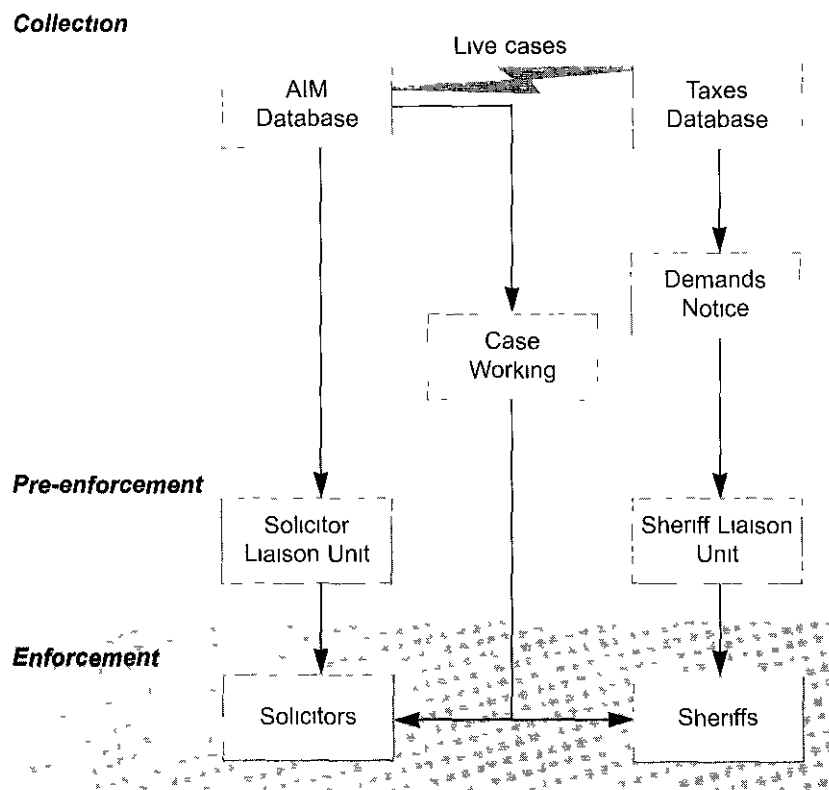 Collection
Live cases
AIM
Database
Taxes
Database
Demands
Notice
Case
Working
Pre-enforcement
Solicitor
Liaison Unit
Sheriff Liaison
Unit
Enforcement
Solicitors
Sheriffs